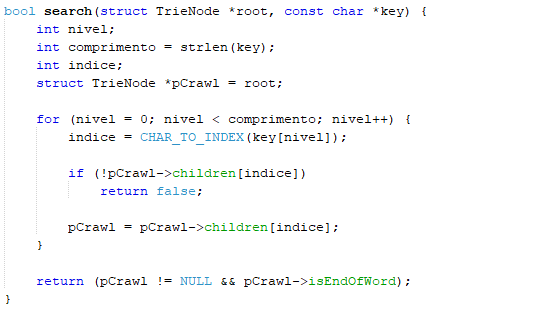 bool search(struct TrieNode *root, const char *key) {
    int nivel;
    int comprimento = strlen(key);
    int indice;
    struct TrieNode *pCrawl = root;

    for (nivel = 0; nivel < comprimento; nivel++) {
        indice = CHAR_TO_INDEX(key[nivel]);

        if (!pCrawl->children[indice])
            return false;

        pCrawl = pCrawl->children[indice];
    }

    return (pCrawl != NULL && pCrawl->isEndOfWord);
}